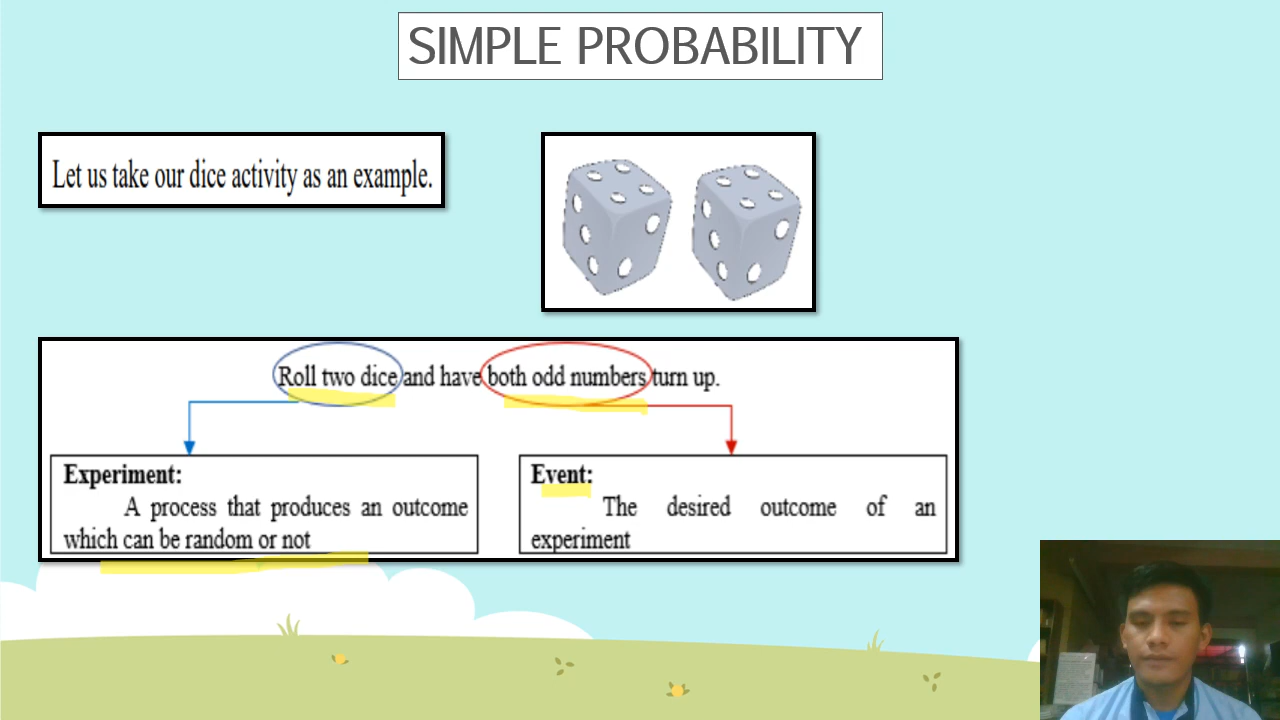 SIMPLE PROBABILITY
Let us take our dice activity as an example.
Roll two dice and have both odd numbers turn up.
Experiment:
A process that produces an outcome
which can be random or not
Event:
The desired outcome of an
experiment